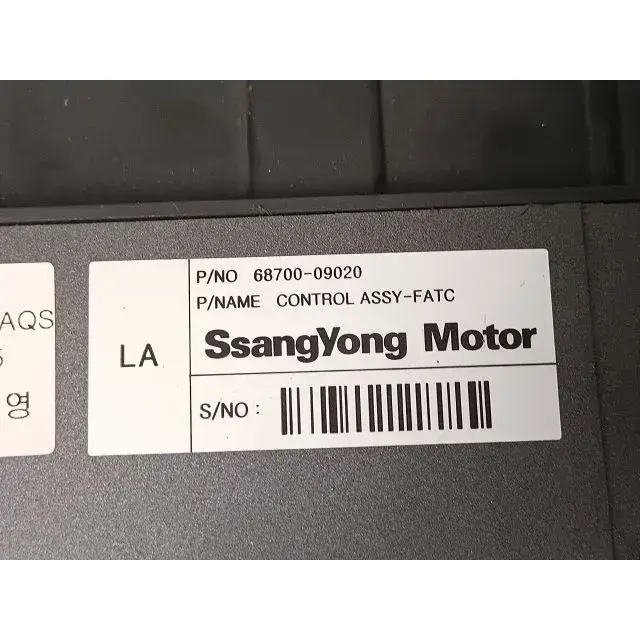 AQS
영
LA
P/NO 68700-09020
P/NAME CONTROL ASSY-FATC
SsangYong Motor
S/NO :